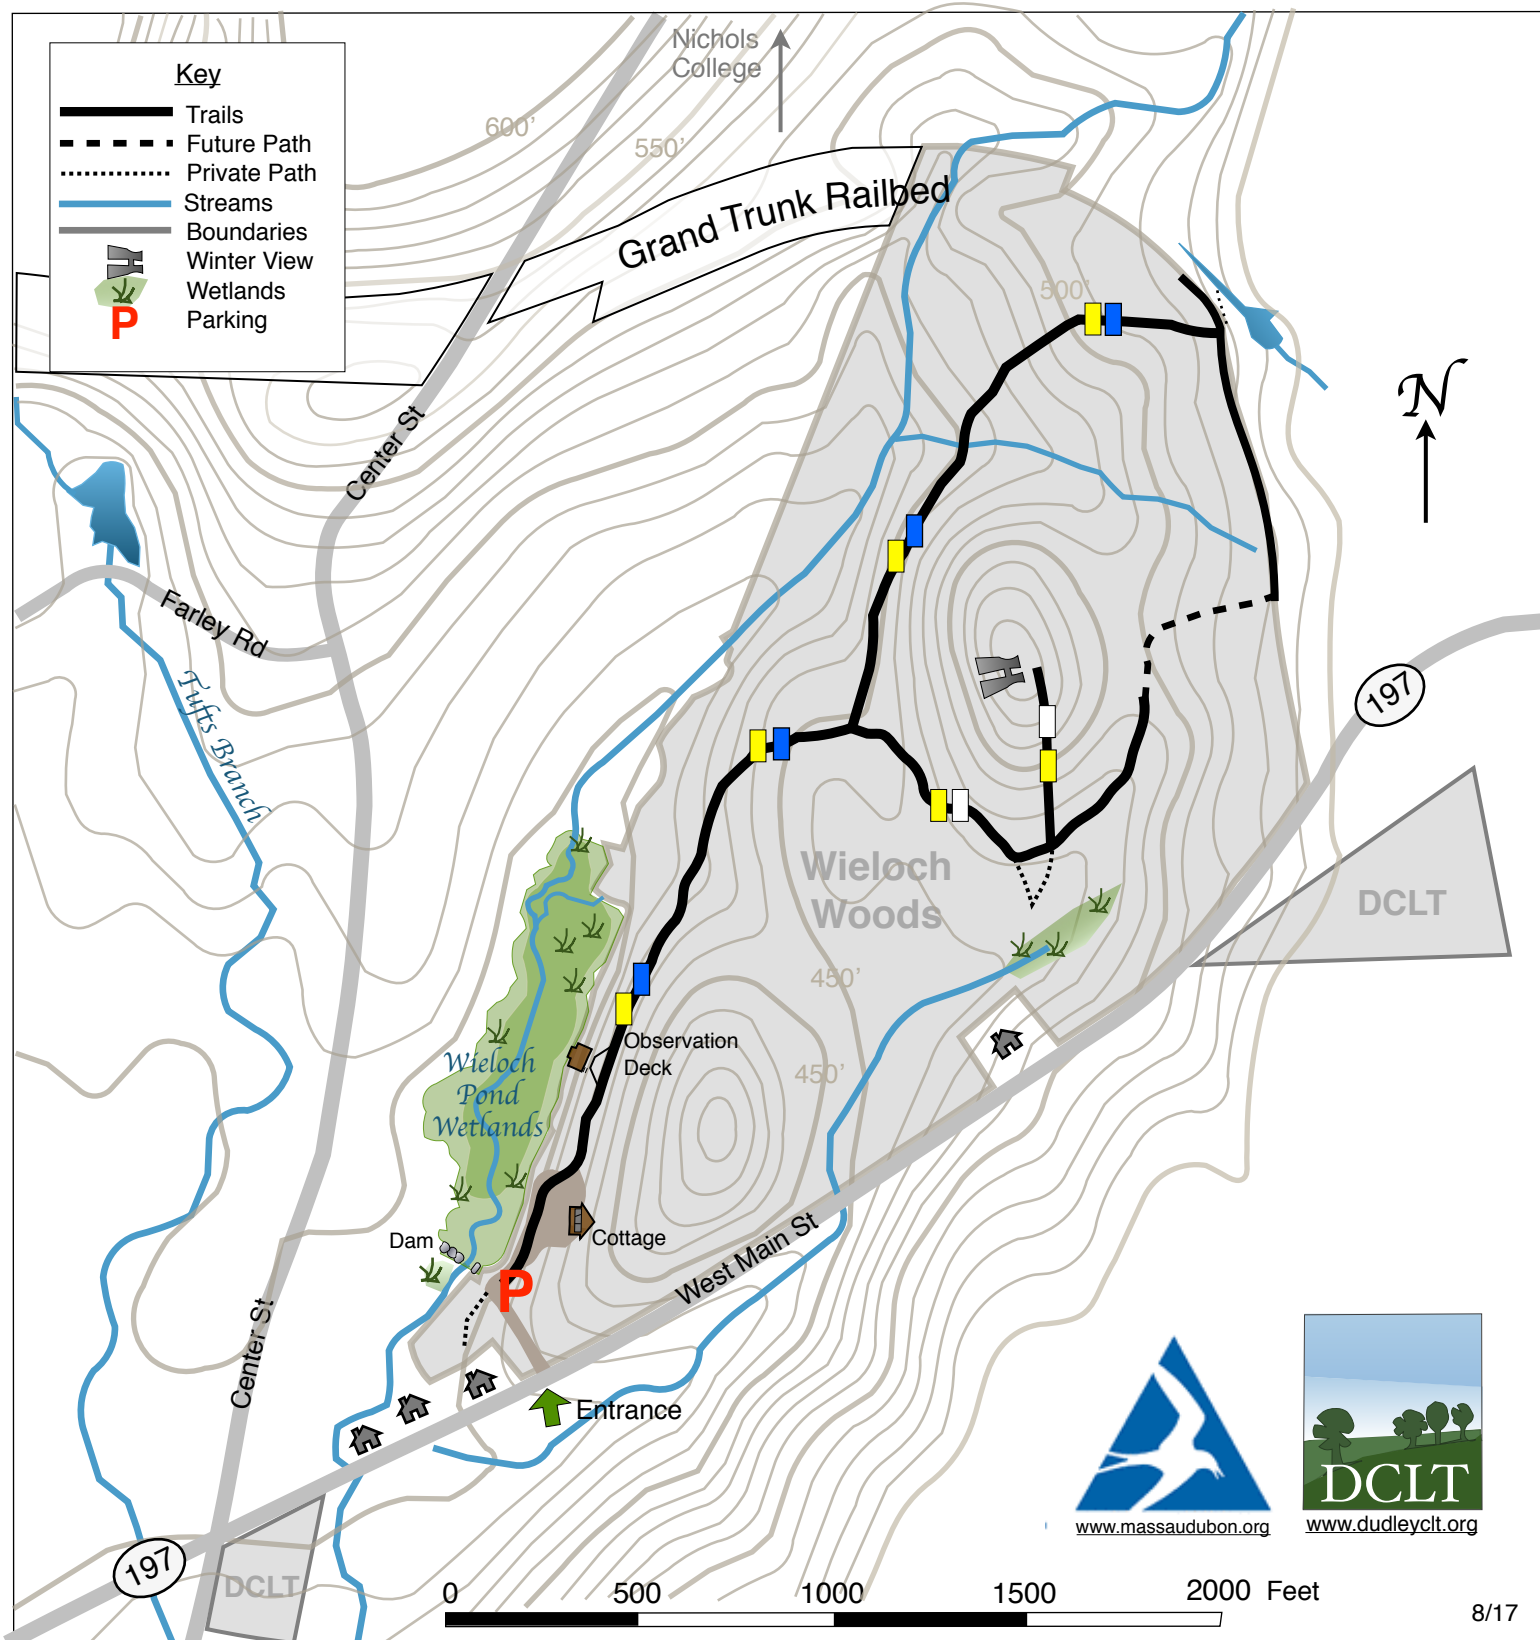 Key
Trails
Future Path
Private Path
Streams
Boundaries
Winter View
Wetlands
P
Parking
Nichols
College
600'
550'
Grand Trunk Railbed
500'
N
Center St
Farley Rd
Tufts Branch
197
DCLT
Wieloch
Woods
450'
450'
Observation
Deck
Wieloch
Pond
Wetlands
Dam
Cottage
P
West Main St
Center St
Entrance
197
DCLT
DCLT
www.massaudubon.org
www.dudleyclt.org
0 500 1000 1500 2000 Feet
8/17